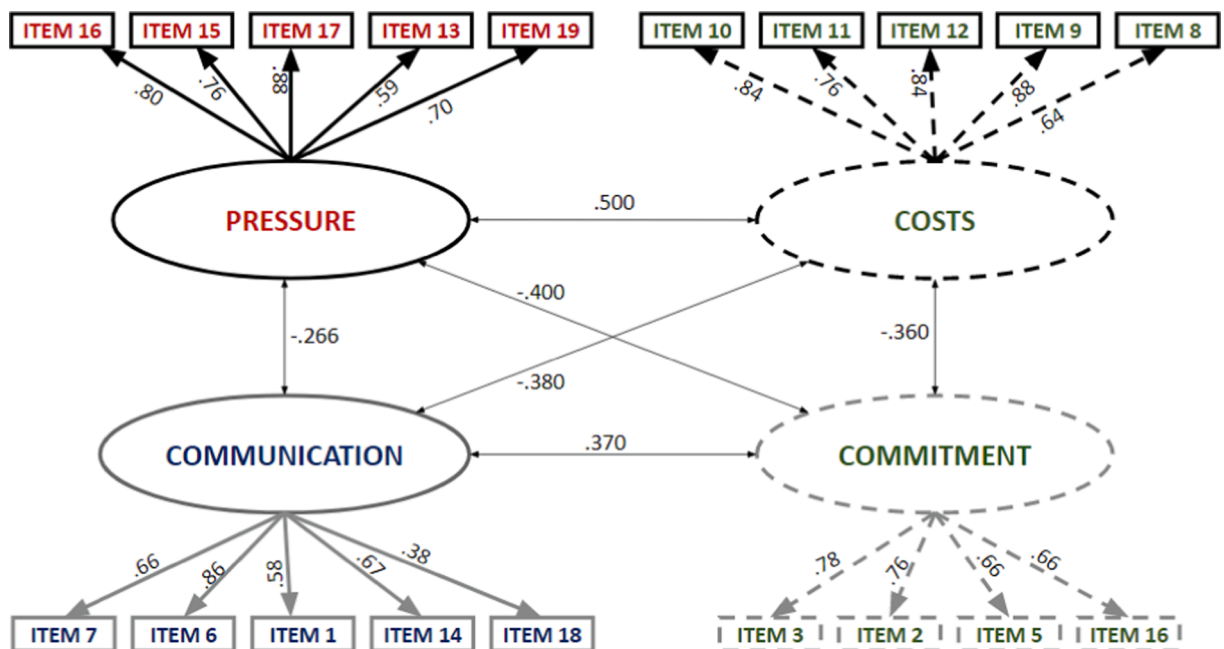 ITEM 16 ITEM 15 ITEM 17 ITEM 13 ITEM 19 ITEM 10 ITEM 11 ITEM 12 ITEM 9 ITEM 8
.80 .76 .88 .59 .70 .84 .76 .84 .88 .64
PRESSURE .500 COSTS
-.400
-.266 -.360
-.380
COMMUNICATION .370 COMMITMENT
.66 .86 .58 .67 .38 .78 .76 .66 .66
ITEM 7 ITEM 6 ITEM 1 ITEM 14 ITEM 18 ITEM 3 ITEM 2 ITEM 5 ITEM 16